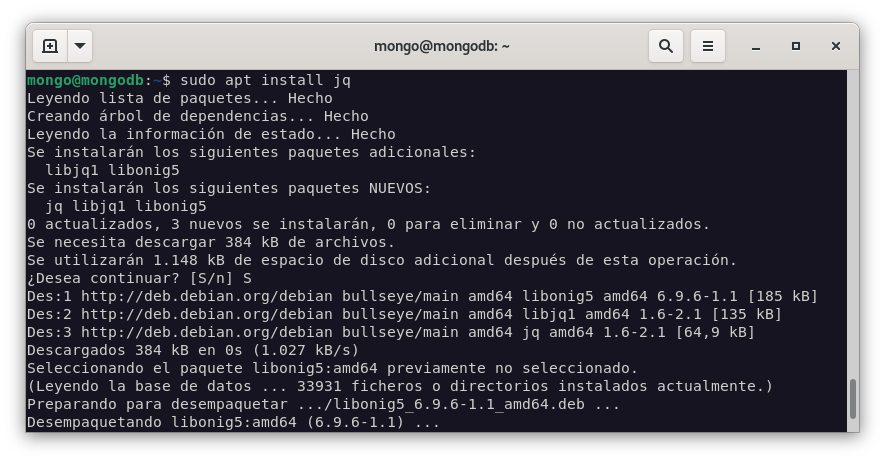 mongo@mongodb: ~
mongo@mongodb:~$ sudo apt install jq
Leyendo lista de paquetes... Hecho
Creando árbol de dependencias... Hecho
Leyendo la información de estado... Hecho
Se instalarán los siguientes paquetes adicionales:
  libjq1 libonig5
Se instalarán los siguientes paquetes NUEVOS:
  jq libjq1 libonig5
0 actualizados, 3 nuevos se instalarán, 0 para eliminar y 0 no actualizados.
Se necesita descargar 384 kB de archivos.
Se utilizarán 1.148 kB de espacio de disco adicional después de esta operación.
¿Desea continuar? [S/n] S
Des:1 http://deb.debian.org/debian bullseye/main amd64 libonig5 amd64 6.9.6-1.1 [185 kB]
Des:2 http://deb.debian.org/debian bullseye/main amd64 libjq1 amd64 1.6-2.1 [135 kB]
Des:3 http://deb.debian.org/debian bullseye/main amd64 jq amd64 1.6-2.1 [64,9 kB]
Descargados 384 kB en 0s (1.027 kB/s)
Seleccionando el paquete libonig5:amd64 previamente no seleccionado.
(Leyendo la base de datos ... 33931 ficheros o directorios instalados actualmente.)
Preparando para desempaquetar .../libonig5_6.9.6-1.1_amd64.deb ...
Desempaquetando libonig5:amd64 (6.9.6-1.1) ...